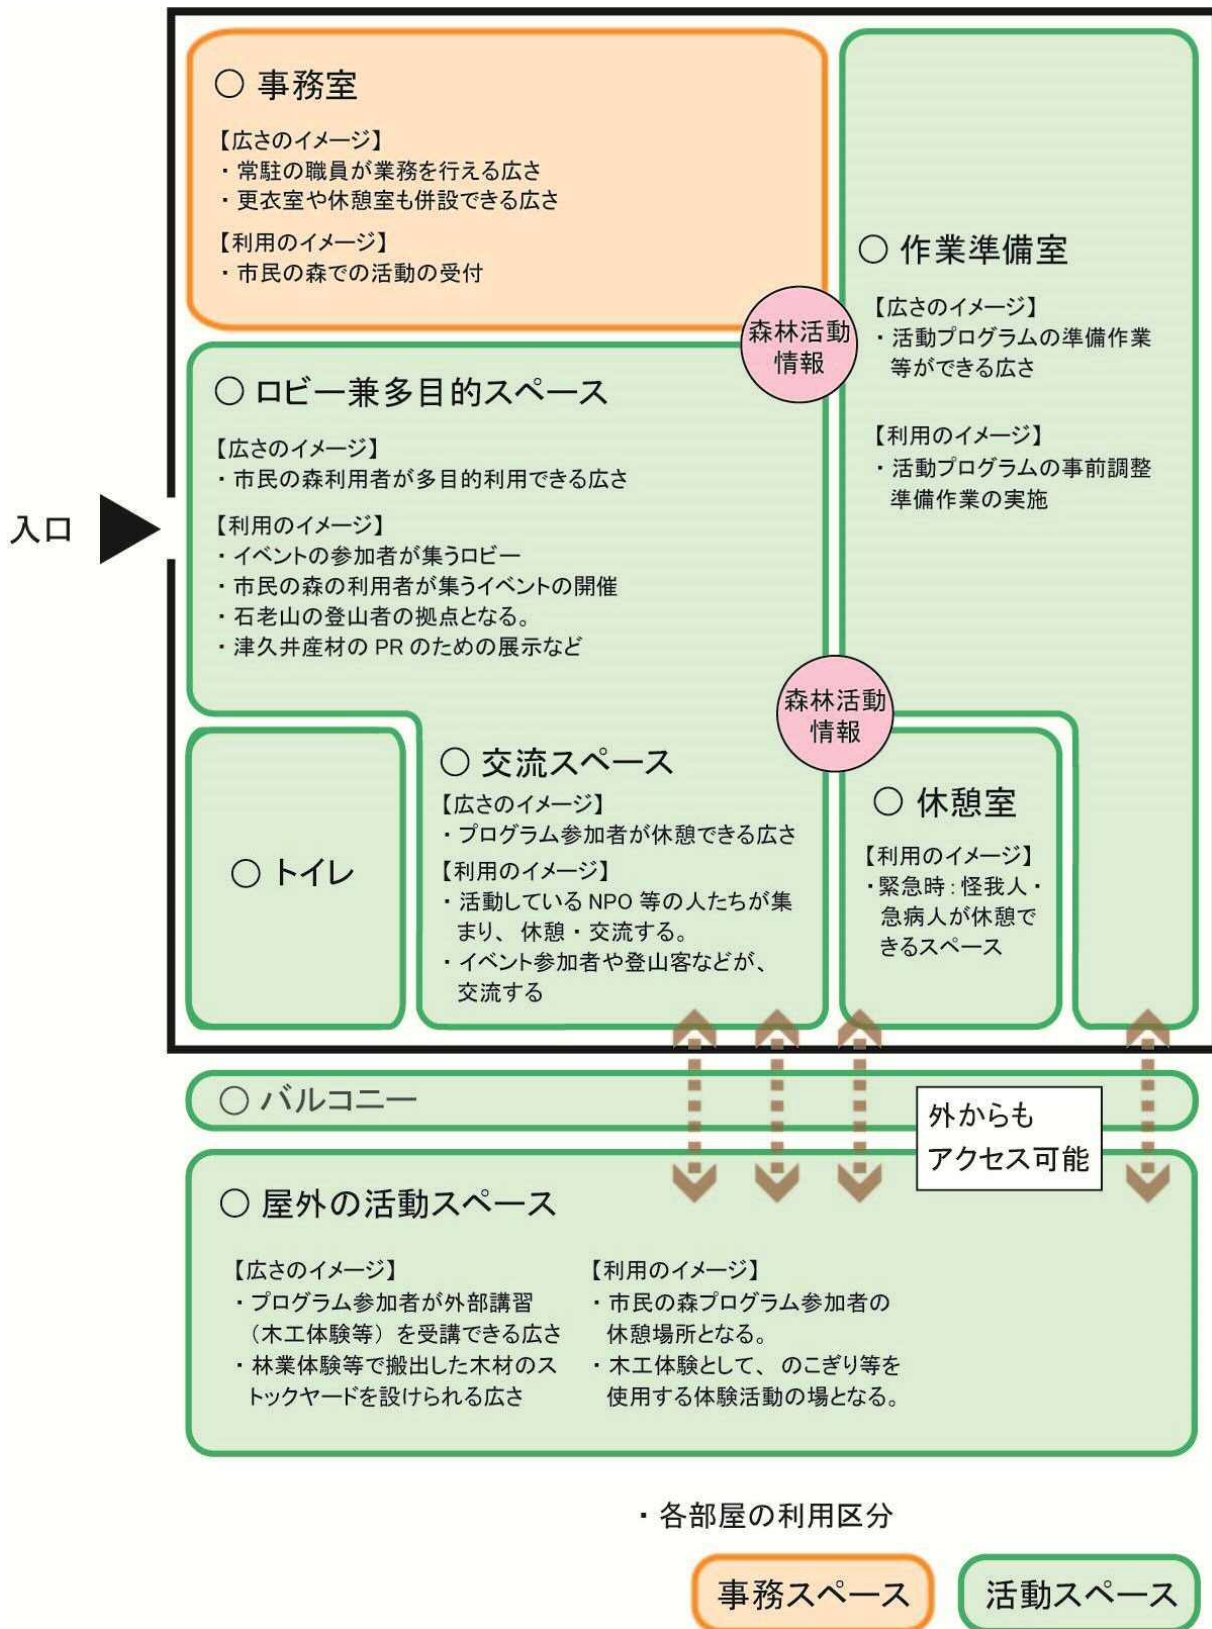 ○ 事務室
【広さのイメージ】
・常駐の職員が業務を行える広さ
・更衣室や休憩室も併設できる広さ
【利用のイメージ】
・市民の森での活動の受付
○ 作業準備室
【広さのイメージ】
・活動プログラムの準備作業
等ができる広さ
【利用のイメージ】
・活動プログラムの事前調整
準備作業の実施
森林活動
情報
○ ロビー兼多目的スペース
【広さのイメージ】
・市民の森利用者が多目的利用できる広さ
【利用のイメージ】
・イベントの参加者が集うロビー
・市民の森の利用者が集うイベントの開催
・石老山の登山者の拠点となる。
・津久井産材の PR のための展示など
入口
森林活動
情報
○ トイレ
○ 交流スペース
【広さのイメージ】
・プログラム参加者が休憩できる広さ
【利用のイメージ】
・活動している NPO 等の人たちが集
まり、休憩・交流する。
・イベント参加者や登山客などが、
交流する
○ 休憩室
【利用のイメージ】
・緊急時:怪我人・
急病人が休憩で
きるスペース
○ バルコニー
外からも
アクセス可能
○ 屋外の活動スペース
【広さのイメージ】
・プログラム参加者が外部講習
（木工体験等）を受講できる広さ
・林業体験等で搬出した木材のス
トックヤードを設けられる広さ
【利用のイメージ】
・市民の森プログラム参加者の
休憩場所となる。
・木工体験として、のこぎり等を
使用する体験活動の場となる。
・各部屋の利用区分
事務スペース
活動スペース